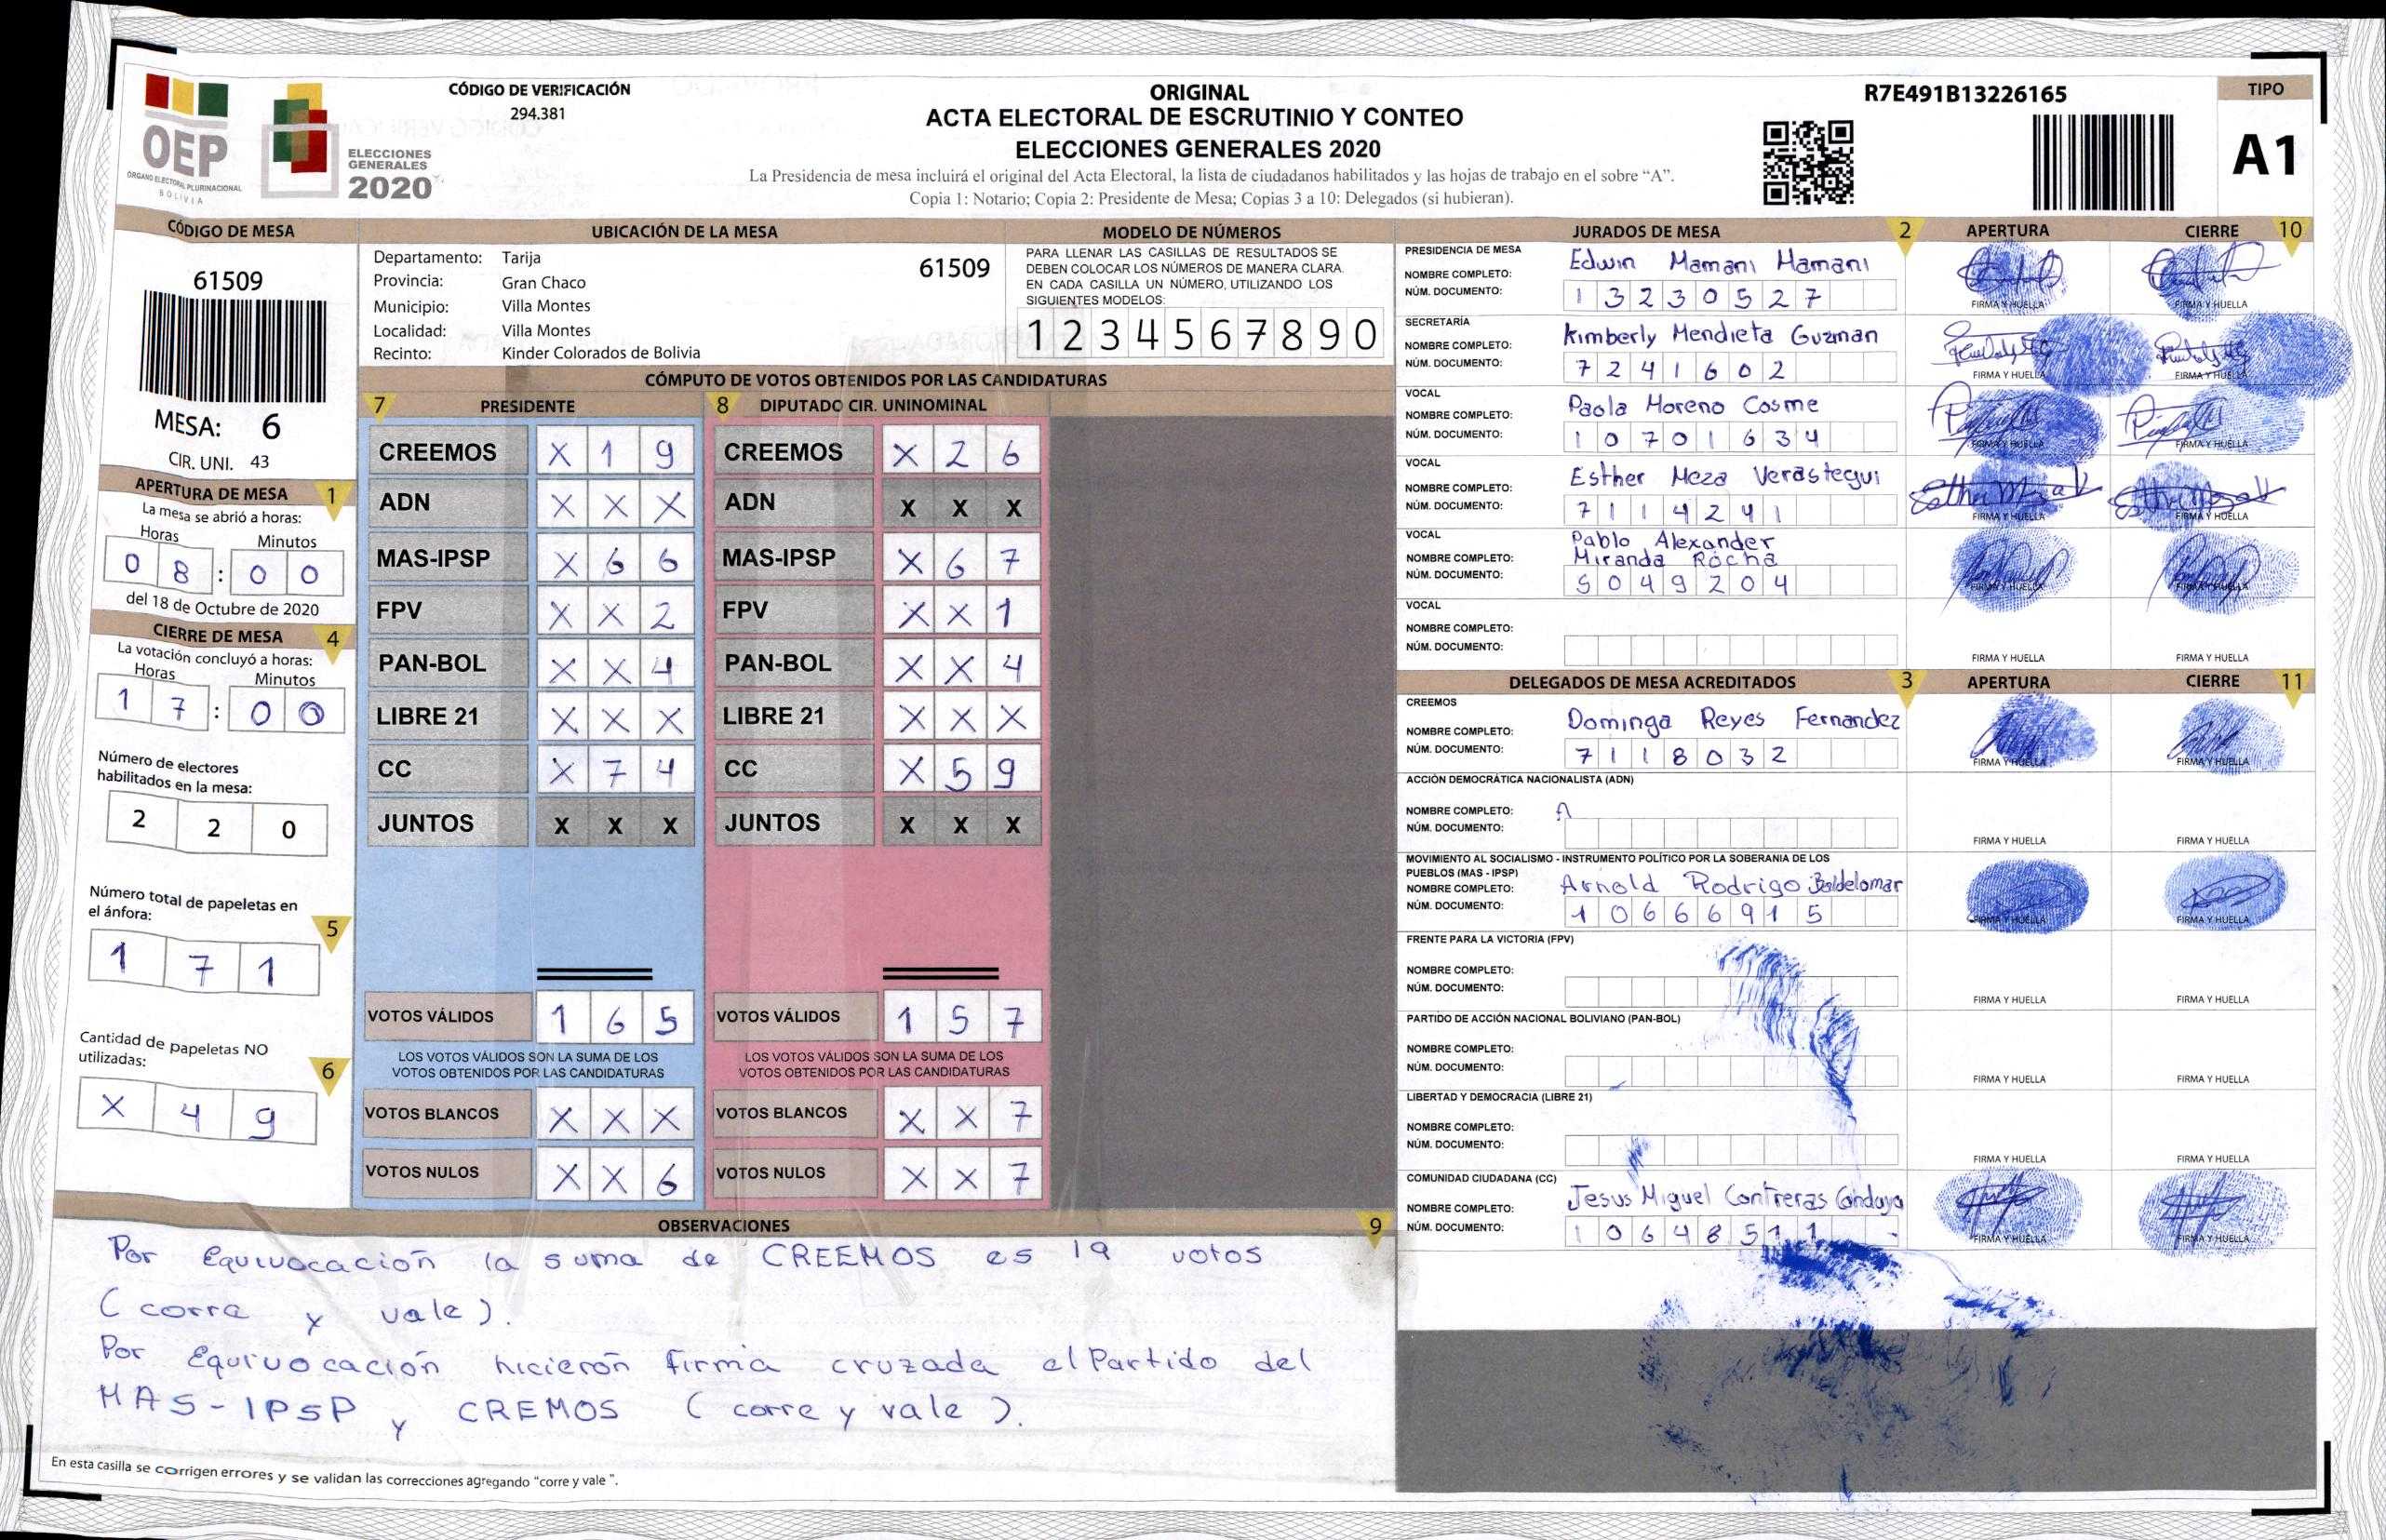 CÓDIGO DE VERIFICACIÓN
294.381
OEP
ÓRGANO ELECTORAL PLURINACIONAL
BOLIVIA
ELECCIONES
GENERALES
2020
ORIGINAL
ACTA ELECTORAL DE ESCRUTINIO Y CONTEO
ELECCIONES GENERALES 2020
La Presidencia de mesa incluirá el original del Acta Electoral, la lista de ciudadanos habilitados y las hojas de trabajo en el sobre “A”.
Copia 1: Notario; Copia 2: Presidente de Mesa; Copias 3 a 10: Delegados (si hubieran).
R7E491B13226165
TIPO
A1
CÓDIGO DE MESA
61509
MESA: 6
CIR. UNI. 43
APERTURA DE MESA 1
La mesa se abrió a horas:
Horas Minutos
0 8 : 0 0
del 18 de Octubre de 2020
CIERRE DE MESA 4
La votación concluyó a horas:
Horas Minutos
1 7 : 0 0
Número de electores
habilitados en la mesa:
2 2 0
Número total de papeletas en
el ánfora: 5
1 7 1
Cantidad de papeletas NO
utilizadas: 6
X 4 9
UBICACIÓN DE LA MESA
Departamento: Tarija 61509
Provincia: Gran Chaco
Municipio: Villa Montes
Localidad: Villa Montes
Recinto: Kinder Colorados de Bolivia
MODELO DE NÚMEROS
PARA LLENAR LAS CASILLAS DE RESULTADOS SE
DEBEN COLOCAR LOS NÚMEROS DE MANERA CLARA.
EN CADA CASILLA UN NÚMERO, UTILIZANDO LOS
SIGUIENTES MODELOS:
1 2 3 4 5 6 7 8 9 0
CÓMPUTO DE VOTOS OBTENIDOS POR LAS CANDIDATURAS
7 PRESIDENTE 8 DIPUTADO CIR. UNINOMINAL
CREEMOS X 1 9 CREEMOS X 2 6
ADN X X X ADN X X X
MAS-IPSP X 6 6 MAS-IPSP X 6 7
FPV X X 2 FPV X X 1
PAN-BOL X X 4 PAN-BOL X X 4
LIBRE 21 X X X LIBRE 21 X X X
CC X 7 4 CC X 5 9
JUNTOS X X X JUNTOS X X X
VOTOS VÁLIDOS 1 6 5 VOTOS VÁLIDOS 1 5 7
LOS VOTOS VÁLIDOS SON LA SUMA DE LOS LOS VOTOS VÁLIDOS SON LA SUMA DE LOS
VOTOS OBTENIDOS POR LAS CANDIDATURAS VOTOS OBTENIDOS POR LAS CANDIDATURAS
VOTOS BLANCOS X X X VOTOS BLANCOS X X 7
VOTOS NULOS X X 6 VOTOS NULOS X X 7
OBSERVACIONES 9
Por Equivocación la suma de CREEMOS es 19 votos
(corre y vale).
Por Equivocación hicierón firma cruzada el Partido del
MAS-IPSP y CREMOS (corre y vale).
En esta casilla se corrigen errores y se validan las correcciones agregando “corre y vale ”.
JURADOS DE MESA 2 APERTURA CIERRE 10
PRESIDENCIA DE MESA
NOMBRE COMPLETO: Edwin Mamani Mamani
NÚM. DOCUMENTO: 1 3 2 3 0 5 2 7
FIRMA Y HUELLA FIRMA Y HUELLA
SECRETARÍA
NOMBRE COMPLETO: Kimberly Mendieta Guzman
NÚM. DOCUMENTO: 7 2 4 1 6 0 2
FIRMA Y HUELLA FIRMA Y HUELLA
VOCAL
NOMBRE COMPLETO: Paola Moreno Cosme
NÚM. DOCUMENTO: 1 0 7 0 1 6 3 4
FIRMA Y HUELLA FIRMA Y HUELLA
VOCAL
NOMBRE COMPLETO: Esther Meza Verastegui
NÚM. DOCUMENTO: 7 1 1 4 2 4 1
FIRMA Y HUELLA FIRMA Y HUELLA
VOCAL
Pablo Alexander
NOMBRE COMPLETO: Miranda Rocha
NÚM. DOCUMENTO: 5 0 4 9 2 0 4
FIRMA Y HUELLA FIRMA Y HUELLA
VOCAL
NOMBRE COMPLETO:
NÚM. DOCUMENTO:
FIRMA Y HUELLA FIRMA Y HUELLA
DELEGADOS DE MESA ACREDITADOS 3 APERTURA CIERRE 11
CREEMOS
NOMBRE COMPLETO: Dominga Reyes Fernandez
NÚM. DOCUMENTO: 7 1 1 8 0 3 2
FIRMA Y HUELLA FIRMA Y HUELLA
ACCIÓN DEMOCRÁTICA NACIONALISTA (ADN)
NOMBRE COMPLETO: A
NÚM. DOCUMENTO:
FIRMA Y HUELLA FIRMA Y HUELLA
MOVIMIENTO AL SOCIALISMO - INSTRUMENTO POLÍTICO POR LA SOBERANIA DE LOS
PUEBLOS (MAS - IPSP)
NOMBRE COMPLETO: Arnold Rodrigo Baldelomar
NÚM. DOCUMENTO: 1 0 6 6 6 9 1 5
FIRMA Y HUELLA FIRMA Y HUELLA
FRENTE PARA LA VICTORIA (FPV)
NOMBRE COMPLETO:
NÚM. DOCUMENTO:
FIRMA Y HUELLA FIRMA Y HUELLA
PARTIDO DE ACCIÓN NACIONAL BOLIVIANO (PAN-BOL)
NOMBRE COMPLETO:
NÚM. DOCUMENTO:
FIRMA Y HUELLA FIRMA Y HUELLA
LIBERTAD Y DEMOCRACIA (LIBRE 21)
NOMBRE COMPLETO:
NÚM. DOCUMENTO:
FIRMA Y HUELLA FIRMA Y HUELLA
COMUNIDAD CIUDADANA (CC)
NOMBRE COMPLETO: Jesus Miguel Contreras
NÚM. DOCUMENTO: 1 0 6 4 8 5 1 1
FIRMA Y HUELLA FIRMA Y HUELLA